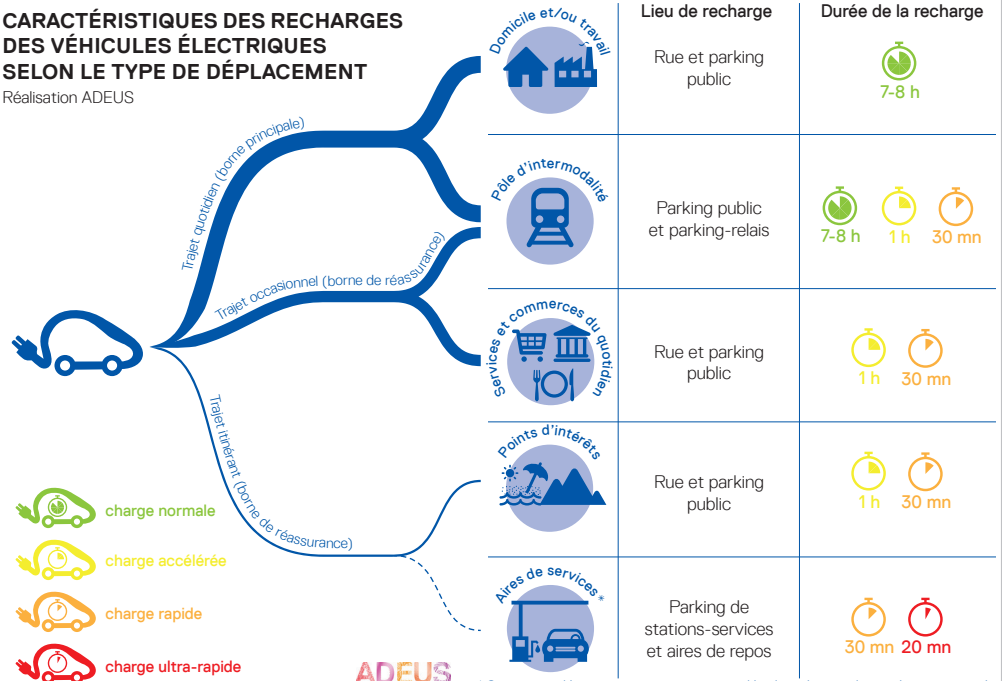 CARACTÉRISTIQUES DES RECHARGES
DES VÉHICULES ÉLECTRIQUES
SELON LE TYPE DE DÉPLACEMENT
Réalisation ADEUS
Lieu de recharge
Durée de la recharge
Trajet quotidien (borne principale)
Trajet occasionnel (borne de réassurance)
Trajet itinérant (borne de réassurance)
Domicile et/ou travail
Rue et parking
public
7-8 h
Pôle d'intermodalité
Parking public
et parking-relais
7-8 h
1 h
30 mn
Services et commerces du quotidien
Rue et parking
public
1 h
30 mn
Points d'intérêts
Rue et parking
public
1 h
30 mn
Aires de services*
Parking de
stations-services
et aires de repos
30 mn
20 mn
charge normale
charge accélérée
charge rapide
charge ultra-rapide
ADEUS